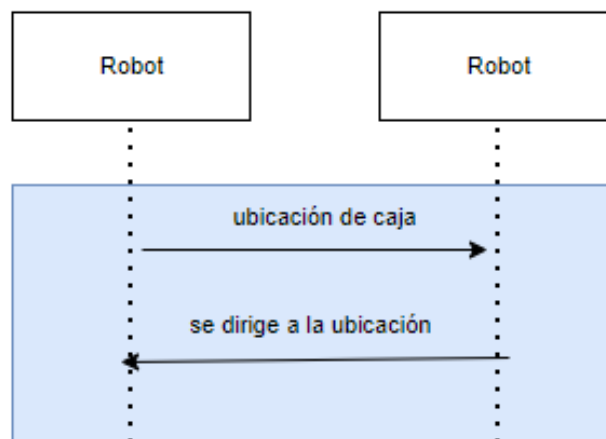 Robot
Robot
ubicación de caja
se dirige a la ubicación